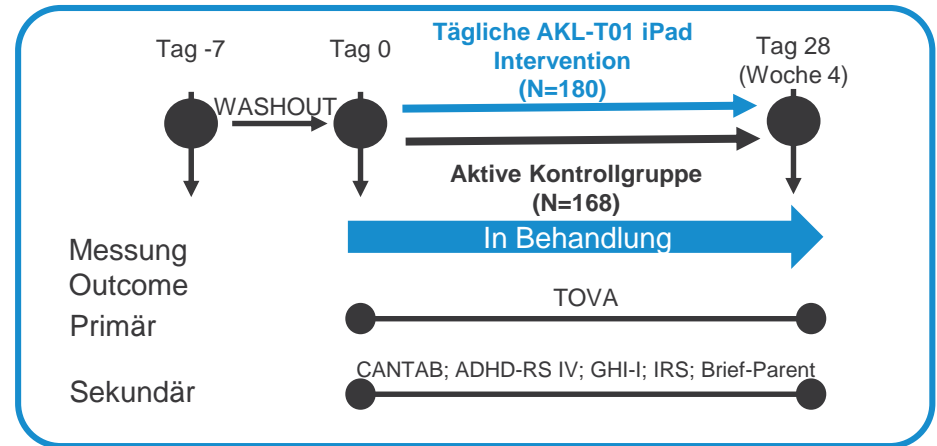 Tag -7
Tag 0
Tägliche AKL-T01 iPad
Intervention
(N=180)
Tag 28
(Woche 4)
WASHOUT
Aktive Kontrollgruppe
(N=168)
In Behandlung
Messung
Outcome
TOVA
Primär
CANTAB; ADHD-RS IV; GHI-I; IRS; Brief-Parent
Sekundär